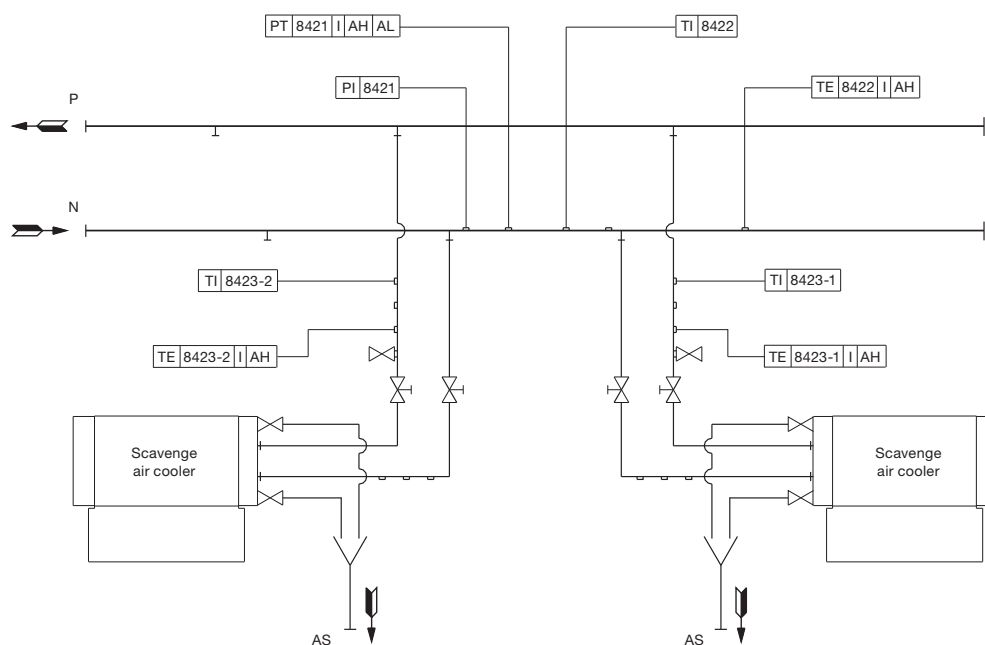 PT 8421 I AH AL
TI 8422
PI 8421
TE 8422 I AH
P
N
TI 8423-2
TI 8423-1
TE 8423-2 I AH
TE 8423-1 I AH
Scavenge
air cooler
Scavenge
air cooler
AS
AS